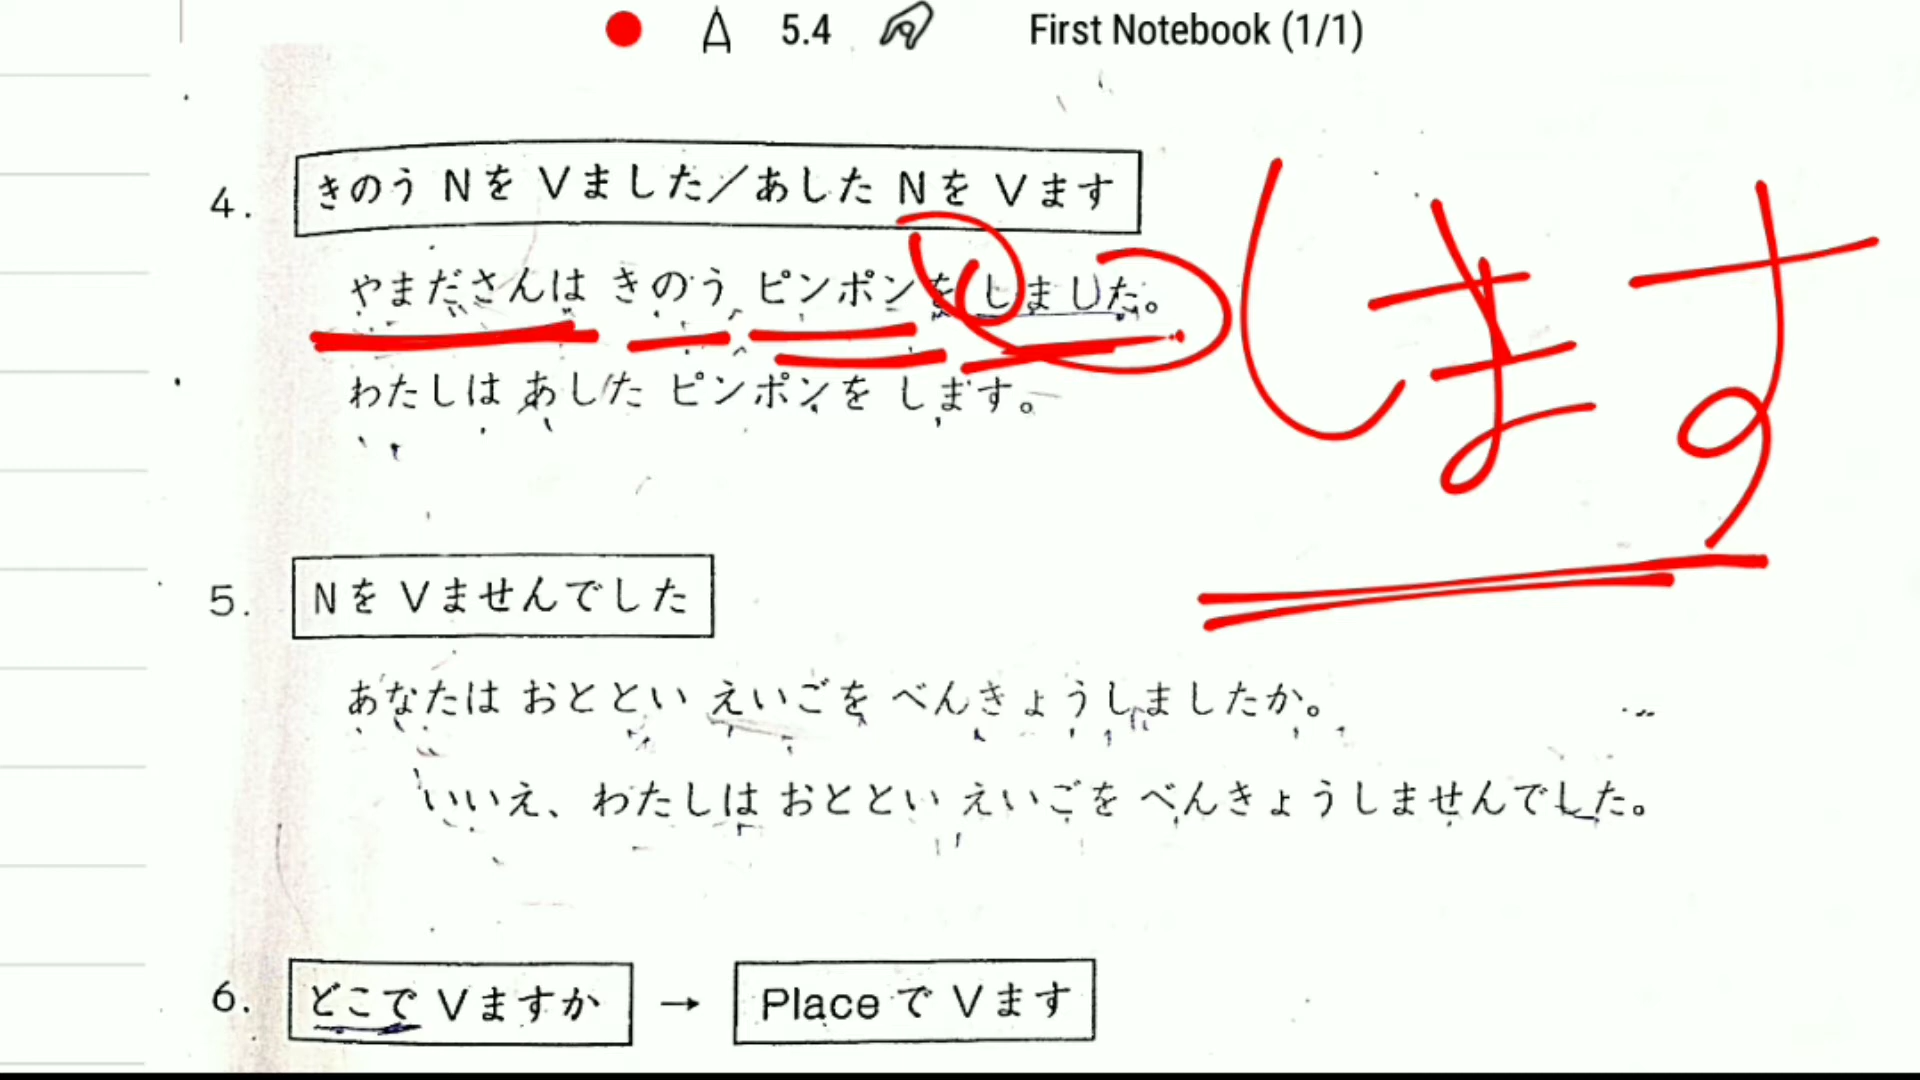 5.4 First Notebook (1/1)
4. きのう Nを Vました／あした Nを Vます
やまださんは きのう ピンポンを しました。
します
わたしは あした ピンポンを します。
5. Nを Vませんでした
あなたは おととい えいごを べんきょうしましたか。
いいえ、わたしは おととい えいごを べんきょうしませんでした。
6. どこで Vますか → Placeで Vます